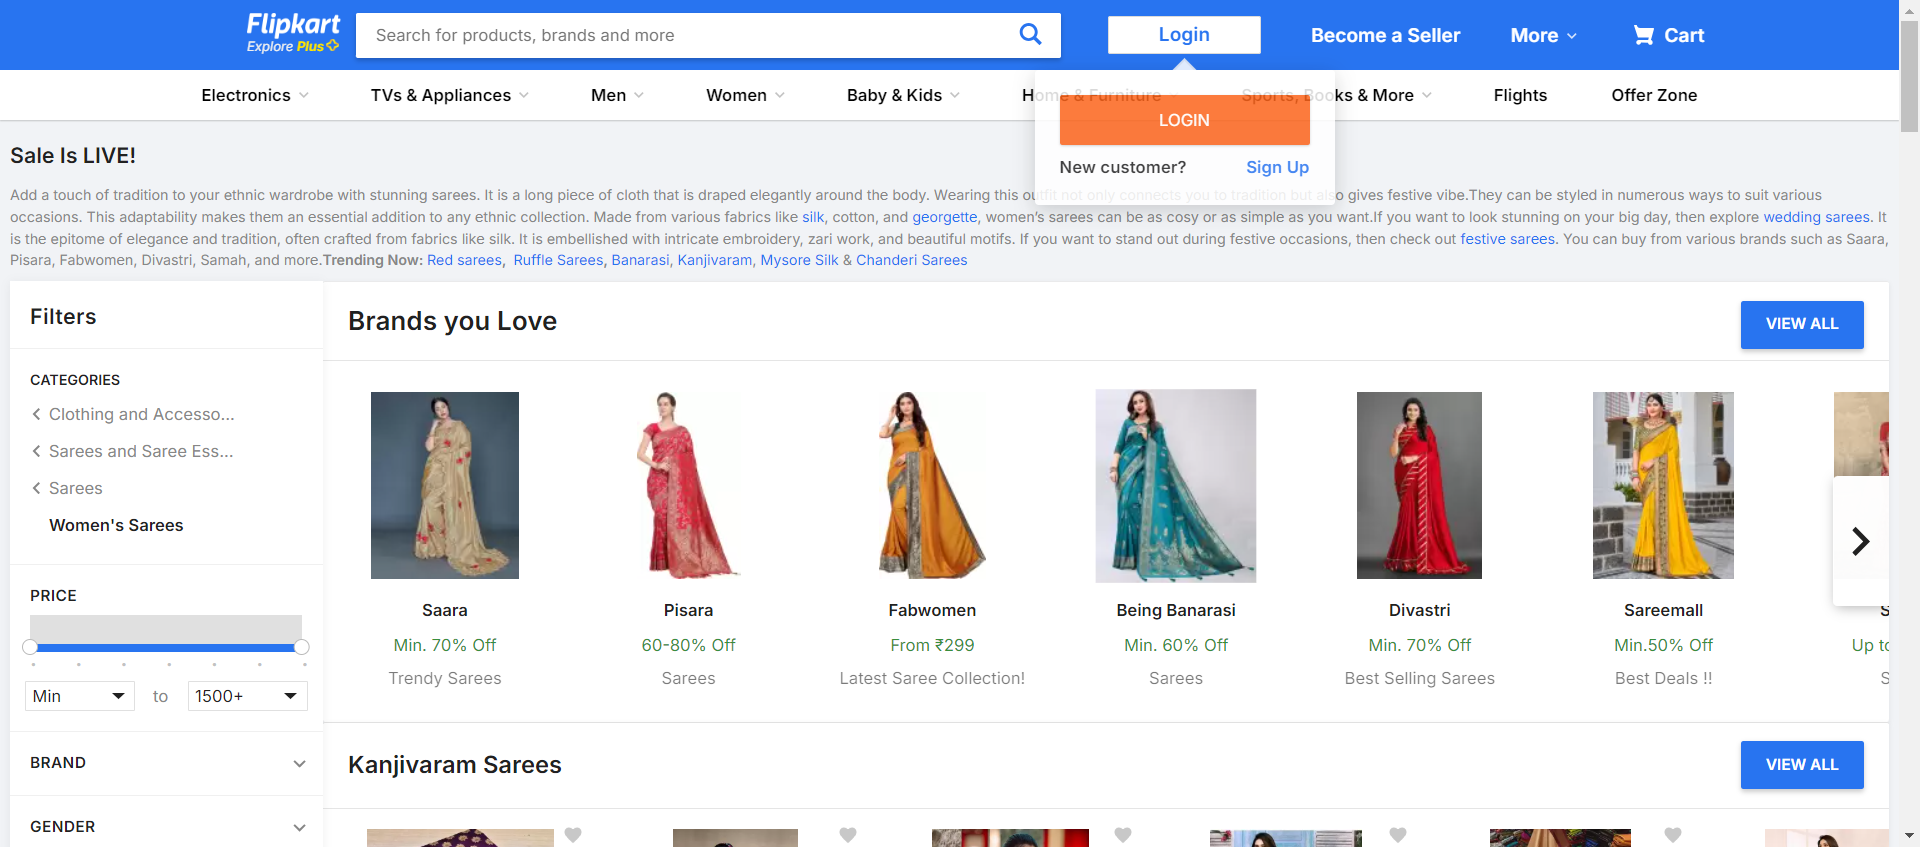 Flipkart
Explore Plus
Search for products, brands and more
Login
Become a Seller
More
Cart
Electronics
TVs & Appliances
Men
Women
Baby & Kids
Home & Furniture
Sports, Books & More
Flights
Offer Zone
LOGIN
New customer?
Sign Up
Sale Is LIVE!
Add a touch of tradition to your ethnic wardrobe with stunning sarees. It is a long piece of cloth that is draped elegantly around the body. Wearing this outfit not only connects you to tradition but also gives festive vibe.They can be styled in numerous ways to suit various
occasions. This adaptability makes them an essential addition to any ethnic collection. Made from various fabrics like silk, cotton, and georgette, women's sarees can be as cosy or as simple as you want.If you want to look stunning on your big day, then explore wedding sarees. It
is the epitome of elegance and tradition, often crafted from fabrics like silk. It is embellished with intricate embroidery, zari work, and beautiful motifs. If you want to stand out during festive occasions, then check out festive sarees. You can buy from various brands such as Saara,
Pisara, Fabwomen, Divastri, Samah, and more.Trending Now: Red sarees, Ruffle Sarees, Banarasi, Kanjivaram, Mysore Silk & Chanderi Sarees
Filters
CATEGORIES
Clothing and Accesso...
Sarees and Saree Ess...
Sarees
Women's Sarees
PRICE
Min
to
1500+
BRAND
GENDER
Brands you Love
VIEW ALL
Saara
Min. 70% Off
Trendy Sarees
Pisara
60-80% Off
Sarees
Fabwomen
From ₹299
Latest Saree Collection!
Being Banarasi
Min. 60% Off
Sarees
Divastri
Min. 70% Off
Best Selling Sarees
Sareemall
Min.50% Off
Best Deals !!
Up to
Kanjivaram Sarees
VIEW ALL